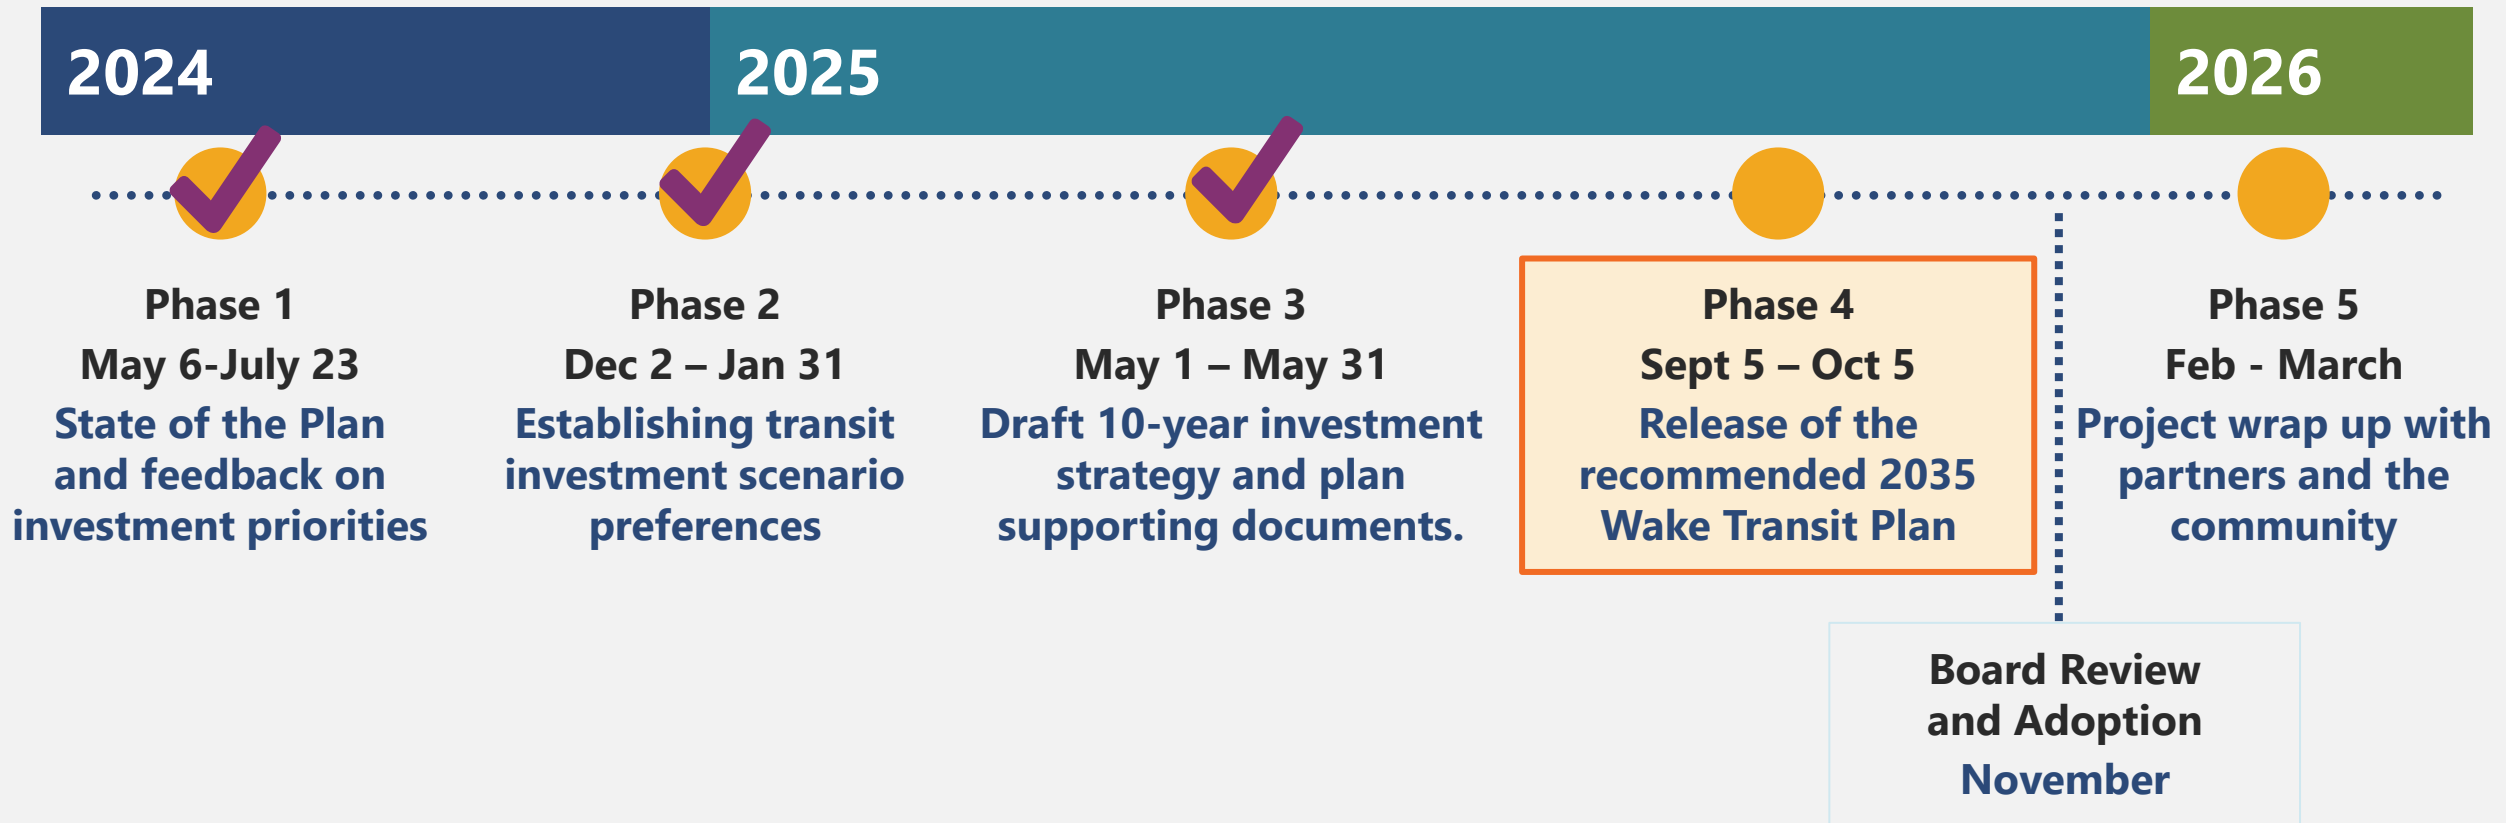 2024
2025
2026
Phase 1
May 6-July 23
State of the Plan
and feedback on
investment priorities
Phase 2
Dec 2 – Jan 31
Establishing transit
investment scenario
preferences
Phase 3
May 1 – May 31
Draft 10-year investment
strategy and plan
supporting documents.
Phase 4
Sept 5 – Oct 5
Release of the
recommended 2035
Wake Transit Plan
Phase 5
Feb - March
Project wrap up with
partners and the
community
Board Review
and Adoption
November